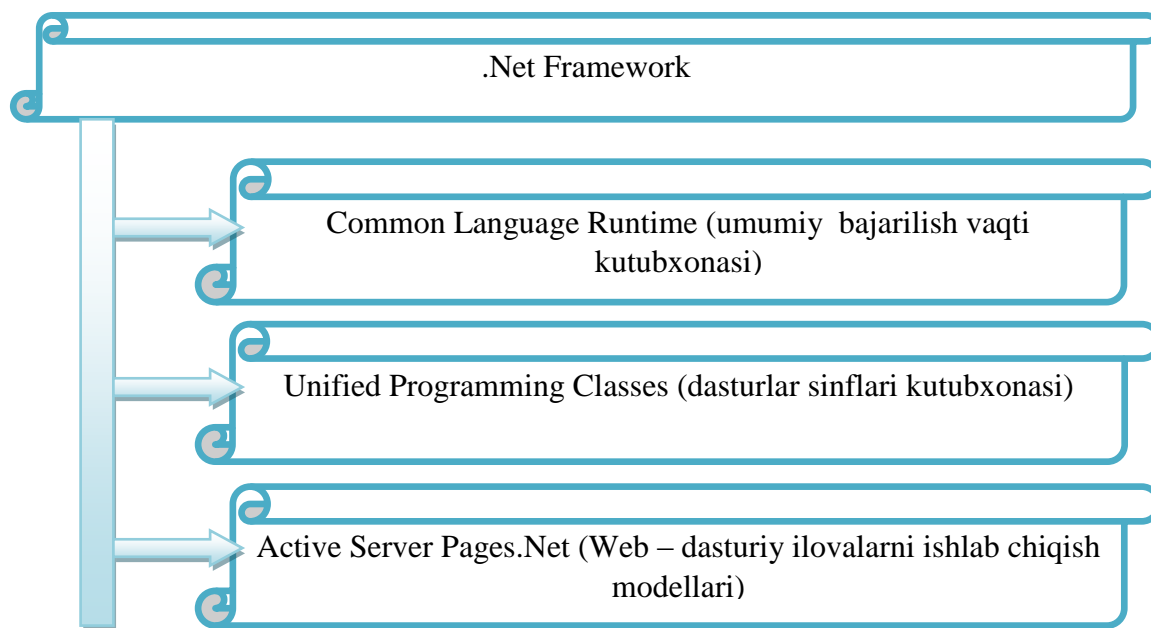 .Net Framework
Common Language Runtime (umumiy bajarilish vaqti
kutubxonasi)
Unified Programming Classes (dasturlar sinflari kutubxonasi)
Active Server Pages.Net (Web – dasturiy ilovalarni ishlab chiqish
modellari)